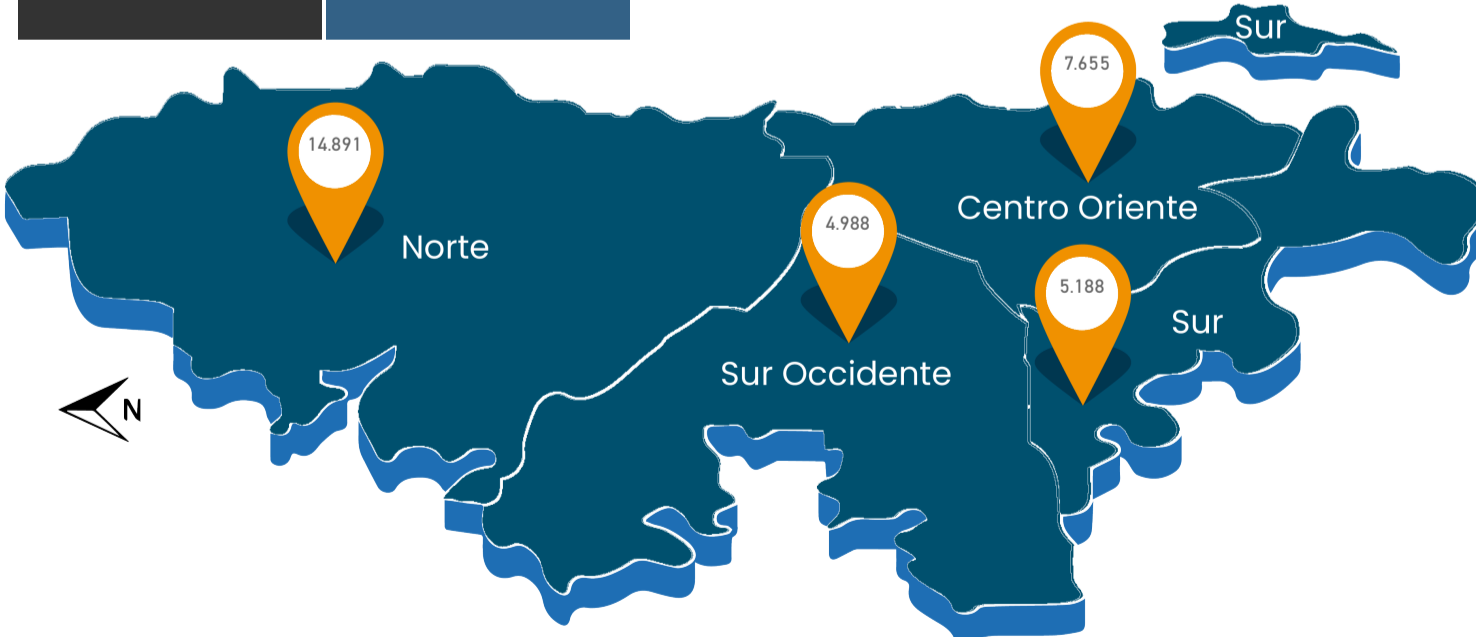 Sur
7.655
14.891
Centro Oriente
4.988
Norte
5.188
Sur
Sur Occidente
N